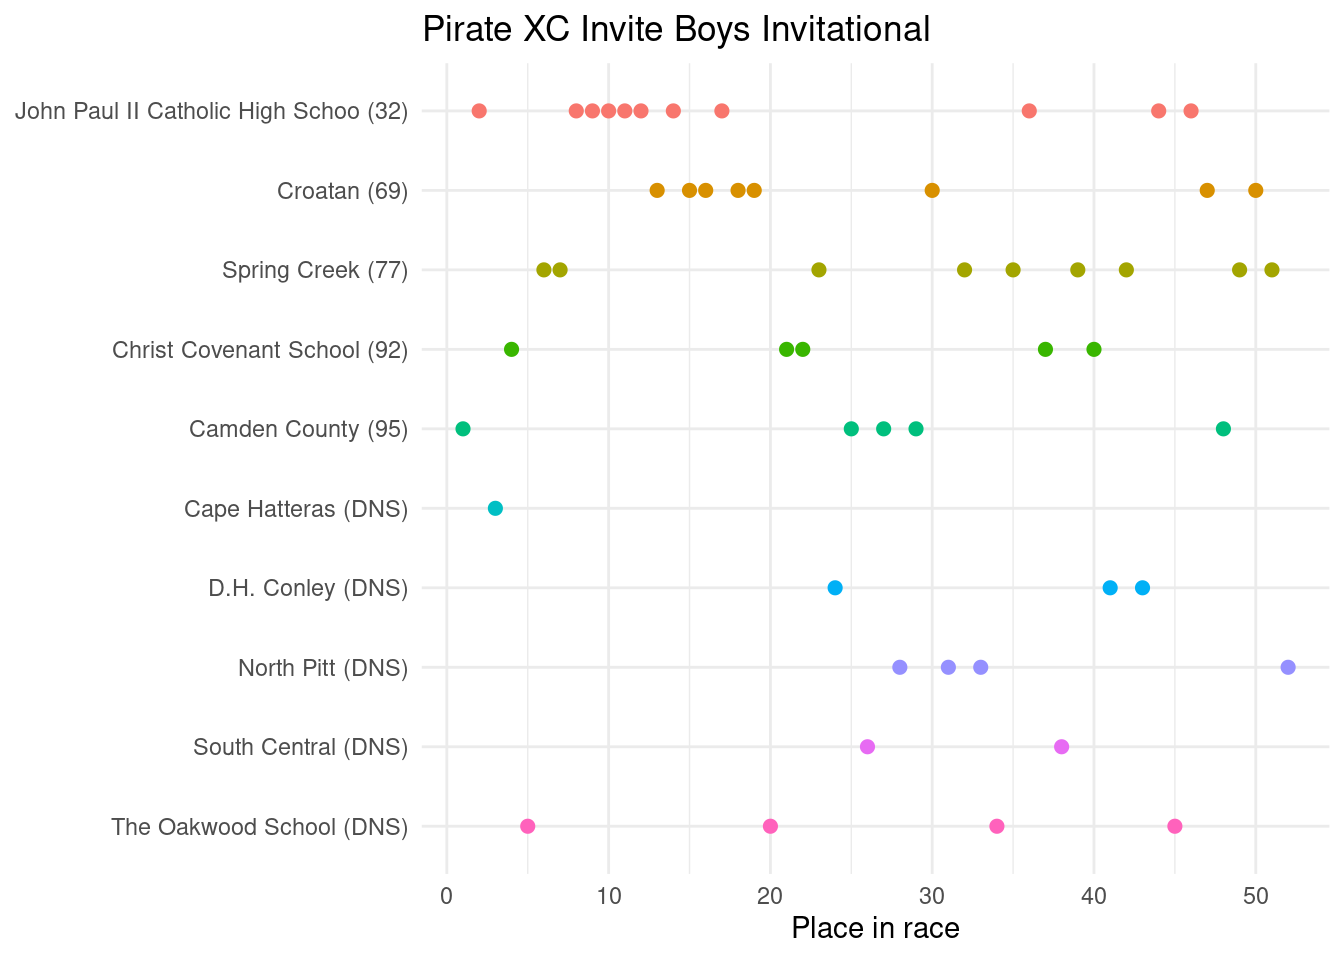 Pirate XC Invite Boys Invitational
John Paul II Catholic High Schoo (32)
Croatan (69)
Spring Creek (77)
Christ Covenant School (92)
Camden County (95)
Cape Hatteras (DNS)
D.H. Conley (DNS)
North Pitt (DNS)
South Central (DNS)
The Oakwood School (DNS)
0 10 20 30 40 50
Place in race